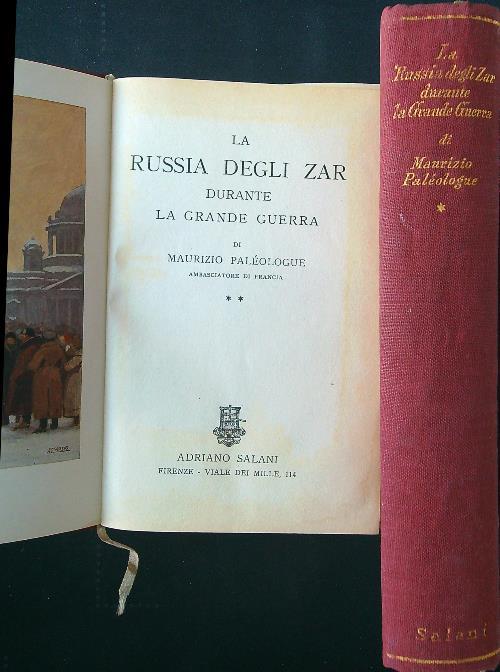 LA
RUSSIA DEGLI ZAR
DURANTE
LA GRANDE GUERRA
DI
MAURIZIO PALÉOLOGUE
AMBASCIATORE DI FRANCIA
* *
ADRIANO SALANI
FIRENZE - VIALE DEI MILLE, 114
La
Russia degli Zar
durante
la Grande Guerra
di
Maurizio
Paléologue
*
Salani